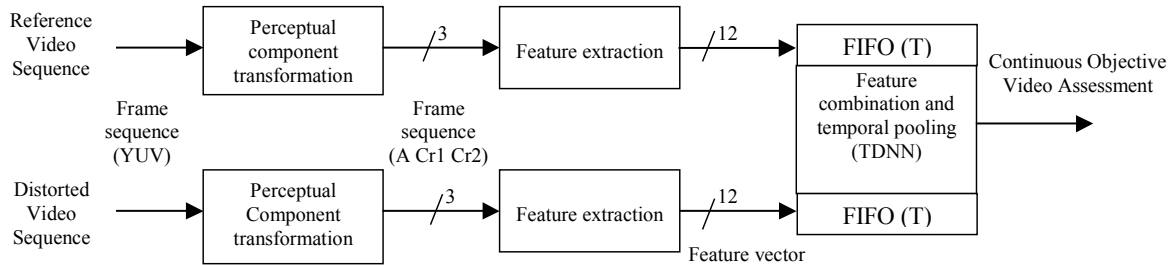 Reference
Video
Sequence
Perceptual
component
transformation
3
Feature extraction
12
FIFO (T)
Feature
combination and
temporal pooling
(TDNN)
FIFO (T)
Continuous Objective
Video Assessment
Frame
sequence
(YUV)
Frame
sequence
(A Cr1 Cr2)
Distorted
Video
Sequence
Perceptual
Component
transformation
3
Feature extraction
12
Feature vector